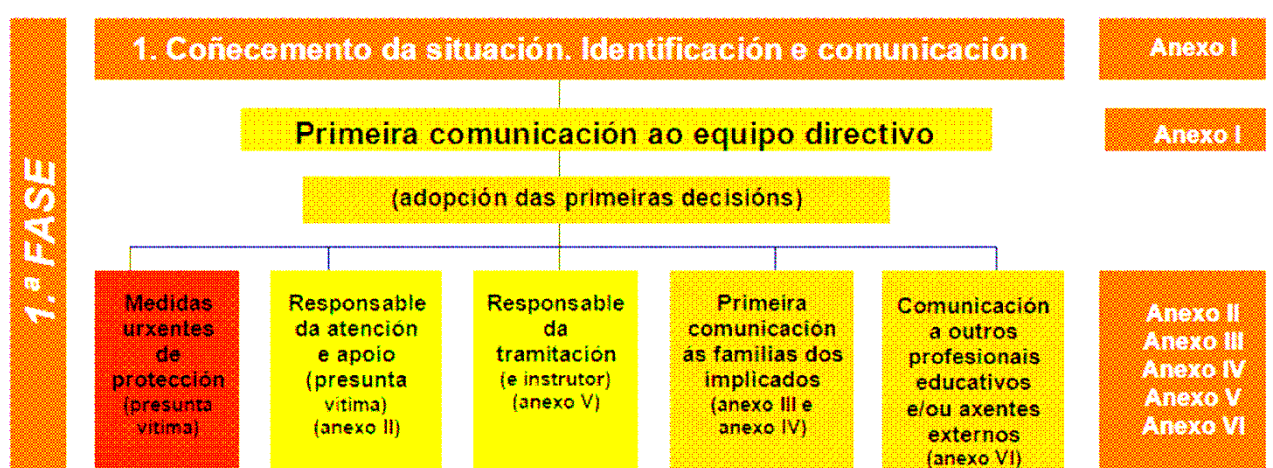 1.ª FASE
1. Coñecemento da situación. Identificación e comunicación
Anexo I
Primeira comunicación ao equipo directivo
Anexo I
(adopción das primeiras decisións)
Medidas
urxentes
de
protección
(presunta
vitima)
Responsable
da atención
e apoio
(presunta
vitima)
(anexo II)
Responsable
da
tramitación
(e instrutor)
(anexo V)
Primeira
comunicación
ás familias dos
implicados
(anexo III e
anexo IV)
Comunicación
a outros
profesionais
educativos
e/ou axentes
externos
(anexo VI)
Anexo II
Anexo III
Anexo IV
Anexo V
Anexo VI